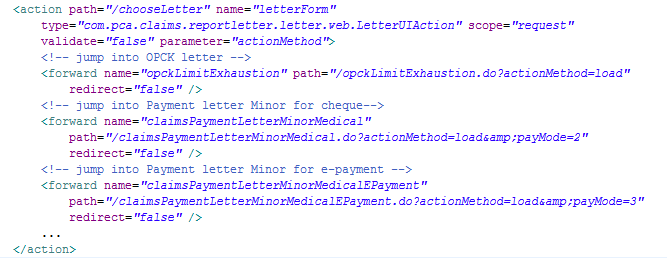 <action path="/chooseLetter" name="letterForm"
type="com.pca.claims.reportletter.letter.web.LetterUIAction" scope="request"
validate="false" parameter="actionMethod">
<!-- jump into OPCK letter -->
<forward name="opckLimitExhaustion" path="/opckLimitExhaustion.do?actionMethod=load"
redirect="false" />
<!-- jump into Payment letter Minor for cheque-->
<forward name="claimsPaymentLetterMinorMedical"
path="/claimsPaymentLetterMinorMedical.do?actionMethod=load&amp;payMode=2"
redirect="false" />
<!-- jump into Payment letter Minor for e-payment -->
<forward name="claimsPaymentLetterMinorMedicalEPayment"
path="/claimsPaymentLetterMinorMedicalEPayment.do?actionMethod=load&amp;payMode=3"
redirect="false" />
...
</action>